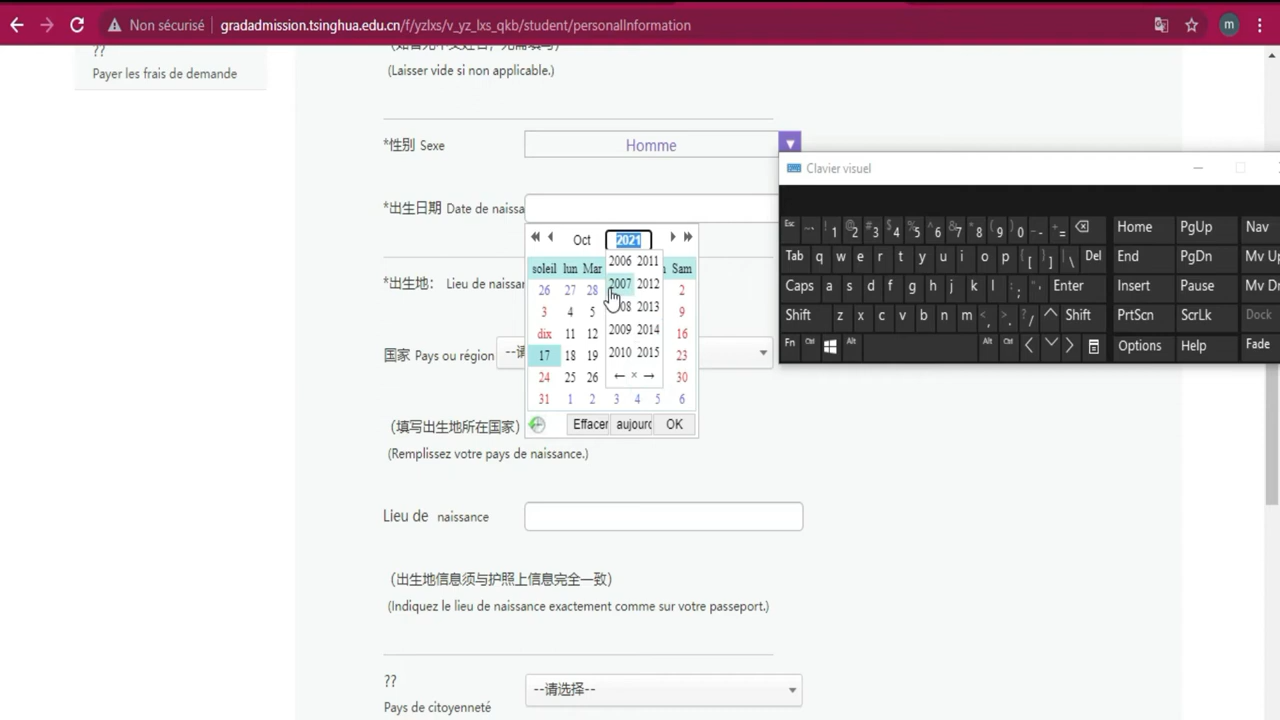 Non sécurisé gradadmission.tsinghua.edu.cn/f/yzlxs/v_yz_lxs_qkb/student/personalInformation m
??
Payer les frais de demande
(Laisser vide si non applicable.)
*性别 Sexe Homme
*出生日期 Date de naissa
Oct 2021
soleil lun Mar Sam
26 27 28 2
3 4 5 9
dix 11 12 16
17 18 19 23
24 25 26 30
31 1 2 3 4 5 6
2006 2011
2007 2012
08 2013
2009 2014
2010 2015
← × →
Effacer aujourd OK
*出生地： Lieu de naissan
国家 Pays ou région --请
(填写出生地所在国家)
(Remplissez votre pays de naissance.)
Lieu de naissance
(出生地信息须与护照上信息完全一致)
(Indiquez le lieu de naissance exactement comme sur votre passeport.)
??
Pays de citoyenneté --请选择--
Clavier visuel
Esc ~ ` ! 1 @ 2 # 3 $ 4 % 5 ^ 6 & 7 * 8 ( 9 ) 0 _ - + = Home PgUp Nav
Tab q w e r t y u i o p { [ } ] | \ Del End PgDn Mv Up
Caps a s d f g h j k l : ; " ' Enter Insert Pause Mv Dn
Shift z x c v b n m < , > . ? / Shift PrtScn ScrLk Dock
Fn Ctrl Alt Alt Ctrl Options Help Fade